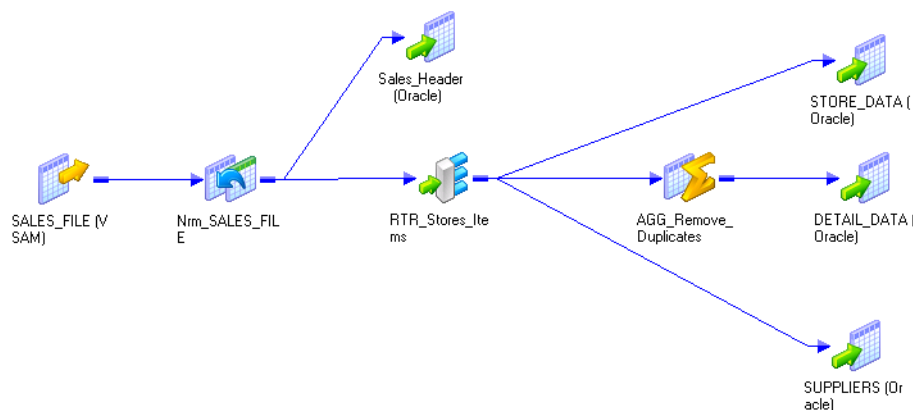 Sales_Header
(Oracle)
STORE_DATA (
Oracle)
SALES_FILE (V
SAM)
Nrm_SALES_FIL
E
RTR_Stores_Ite
ms
AGG_Remove_
Duplicates
DETAIL_DATA (
Oracle)
SUPPLIERS (Or
acle)